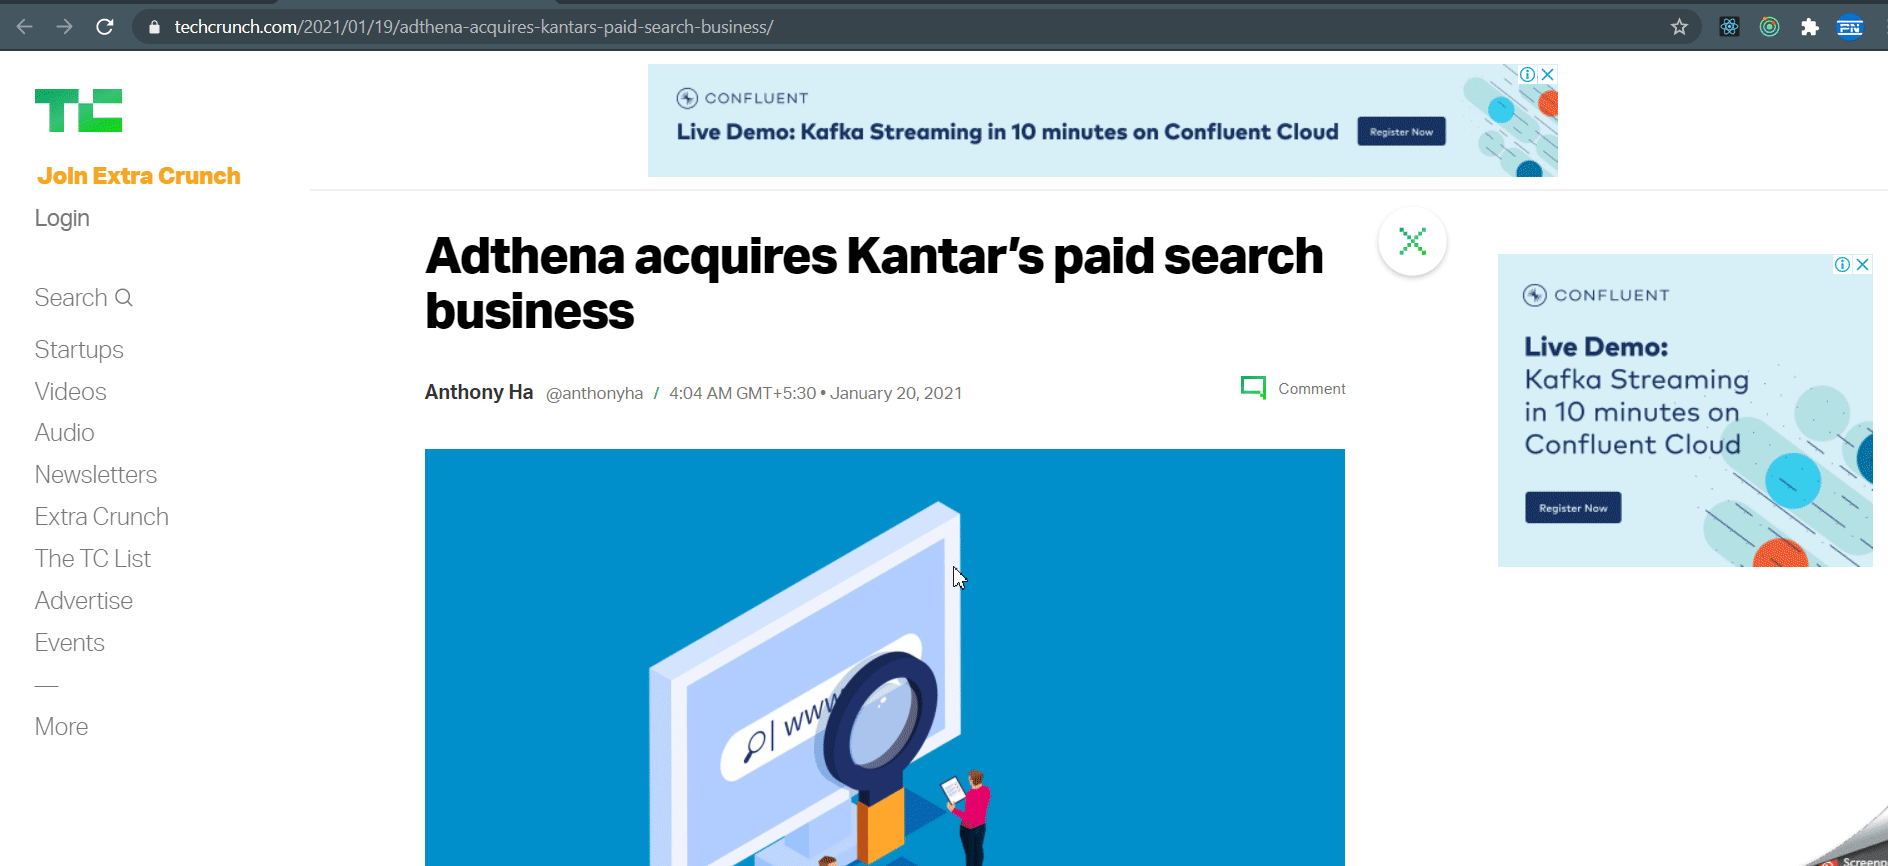 techcrunch.com/2021/01/19/adthena-acquires-kantars-paid-search-business/
TC
Join Extra Crunch
Login
Search
Startups
Videos
Audio
Newsletters
Extra Crunch
The TC List
Advertise
Events
—
More
CONFLUENT
Live Demo: Kafka Streaming in 10 minutes on Confluent Cloud
Register Now
Adthena acquires Kantar’s paid search
business
Anthony Ha @anthonyha / 4:04 AM GMT+5:30 • January 20, 2021
Comment
www
CONFLUENT
Live Demo:
Kafka Streaming
in 10 minutes on
Confluent Cloud
Register Now